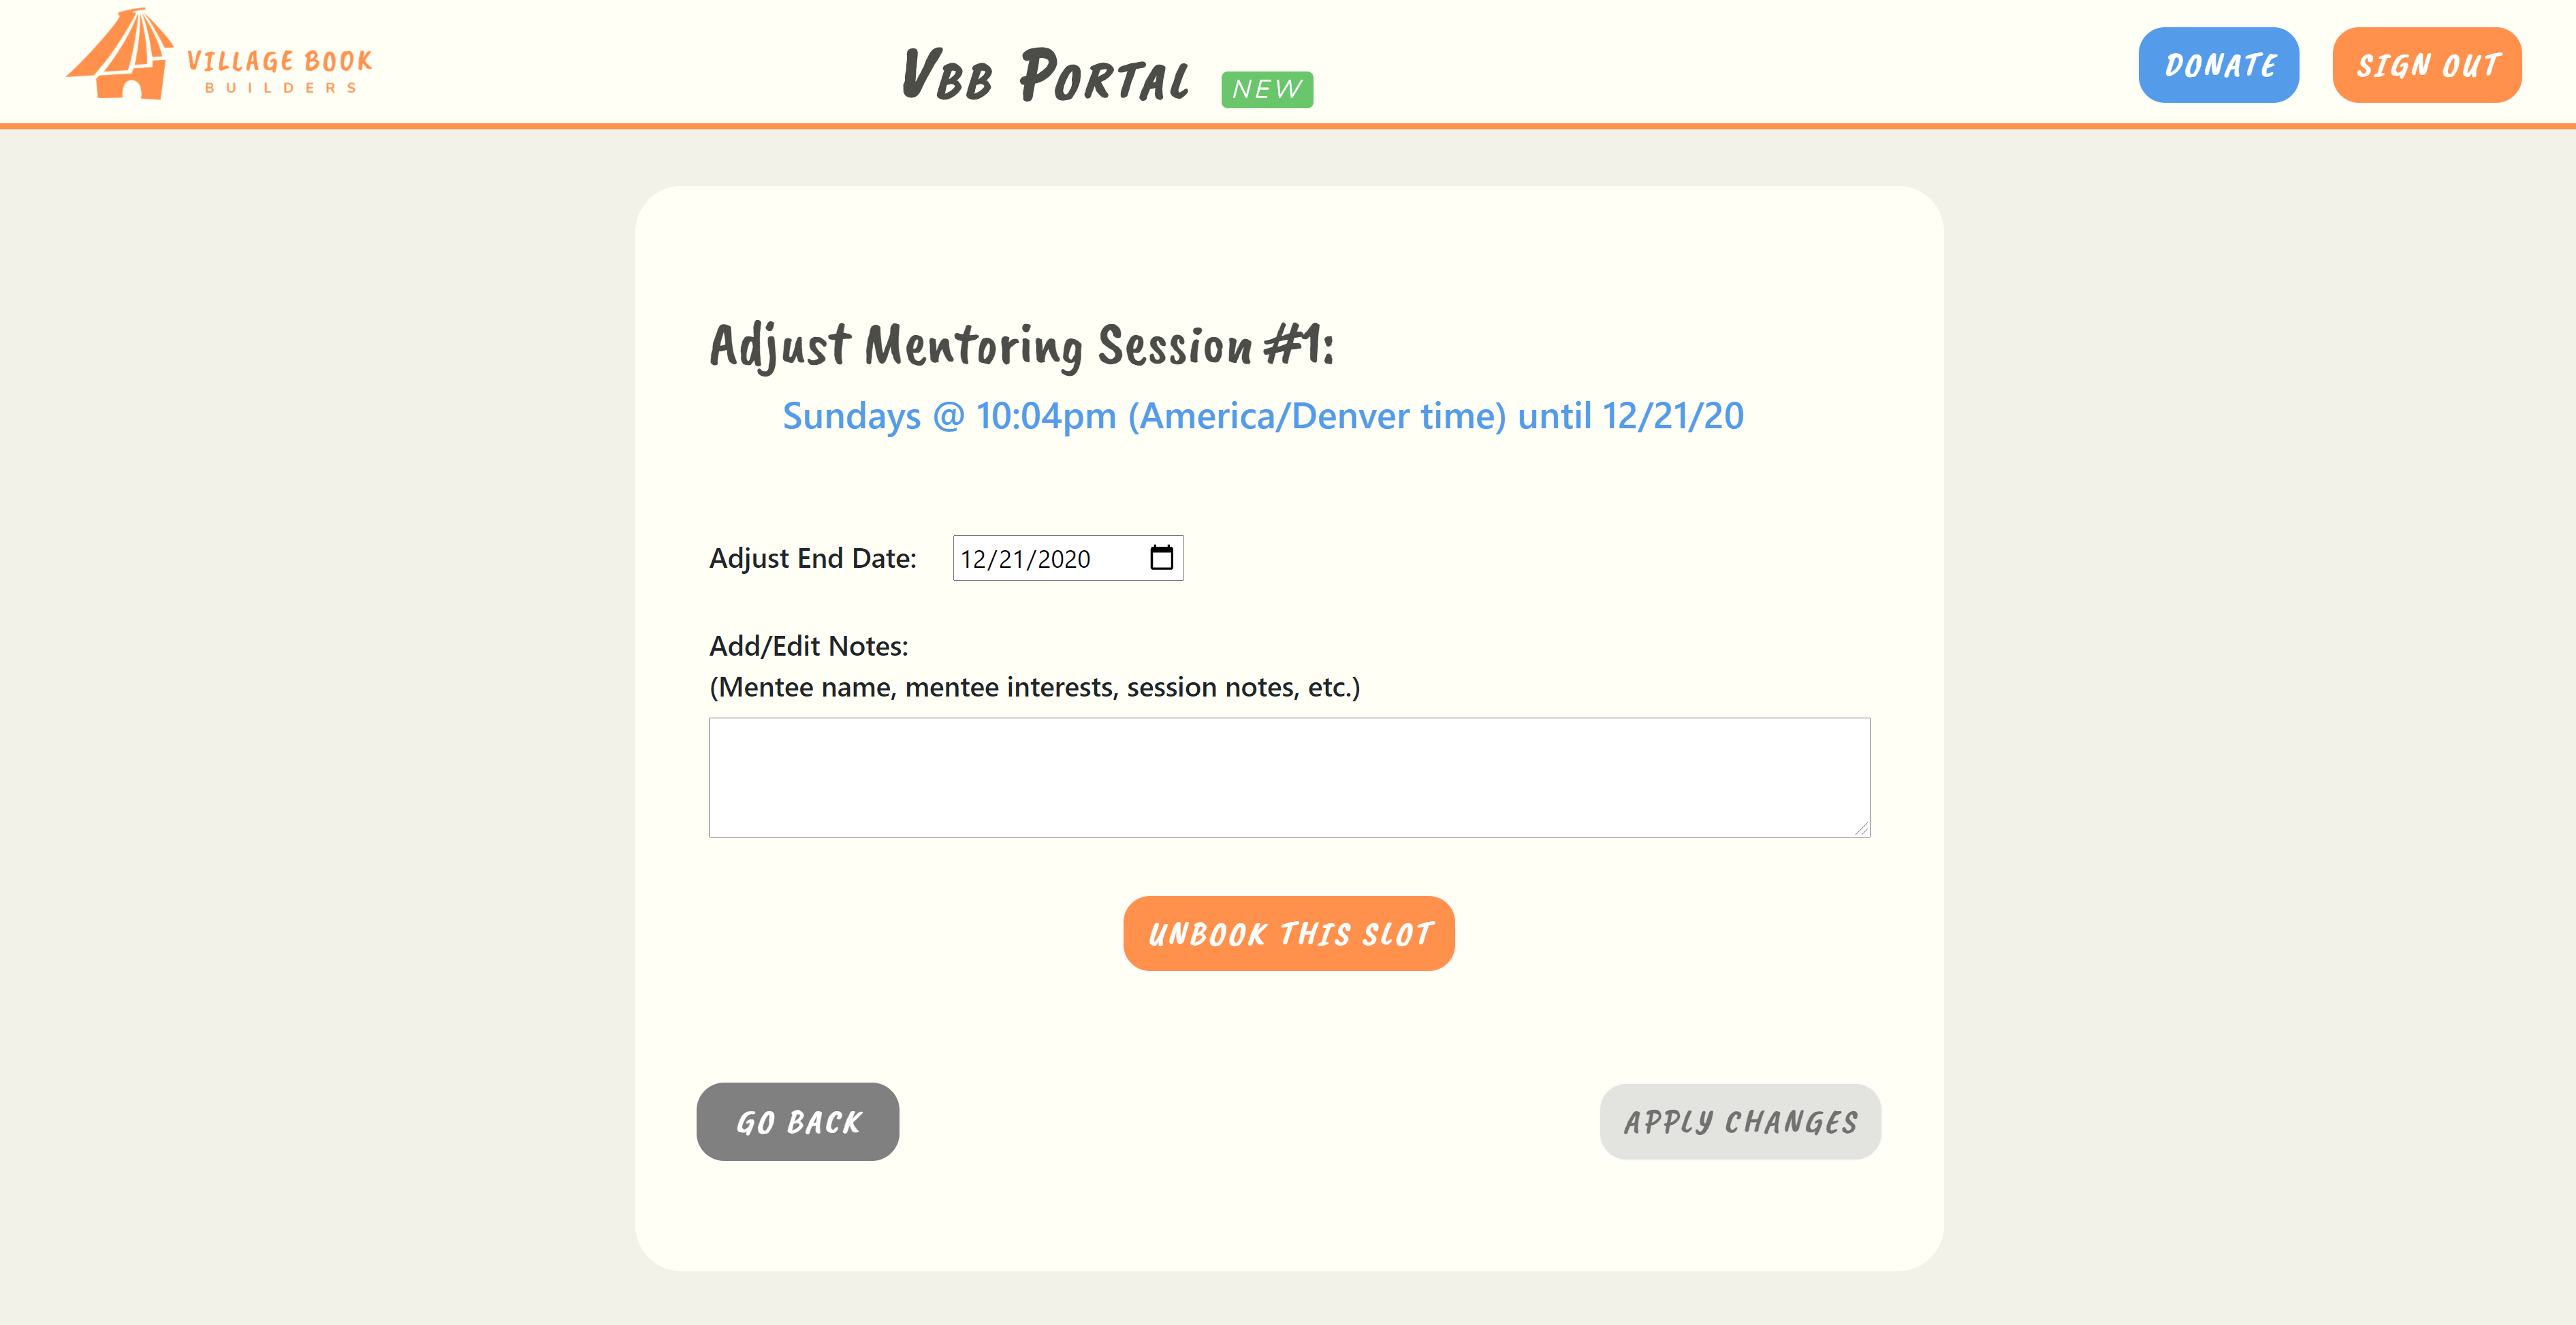 VILLAGE BOOK
BUILDERS
VBB PORTAL NEW
DONATE
SIGN OUT
Adjust Mentoring Session #1:
Sundays @ 10:04pm (America/Denver time) until 12/21/20
Adjust End Date: 12/21/2020
Add/Edit Notes:
(Mentee name, mentee interests, session notes, etc.)
UNBOOK THIS SLOT
GO BACK
APPLY CHANGES